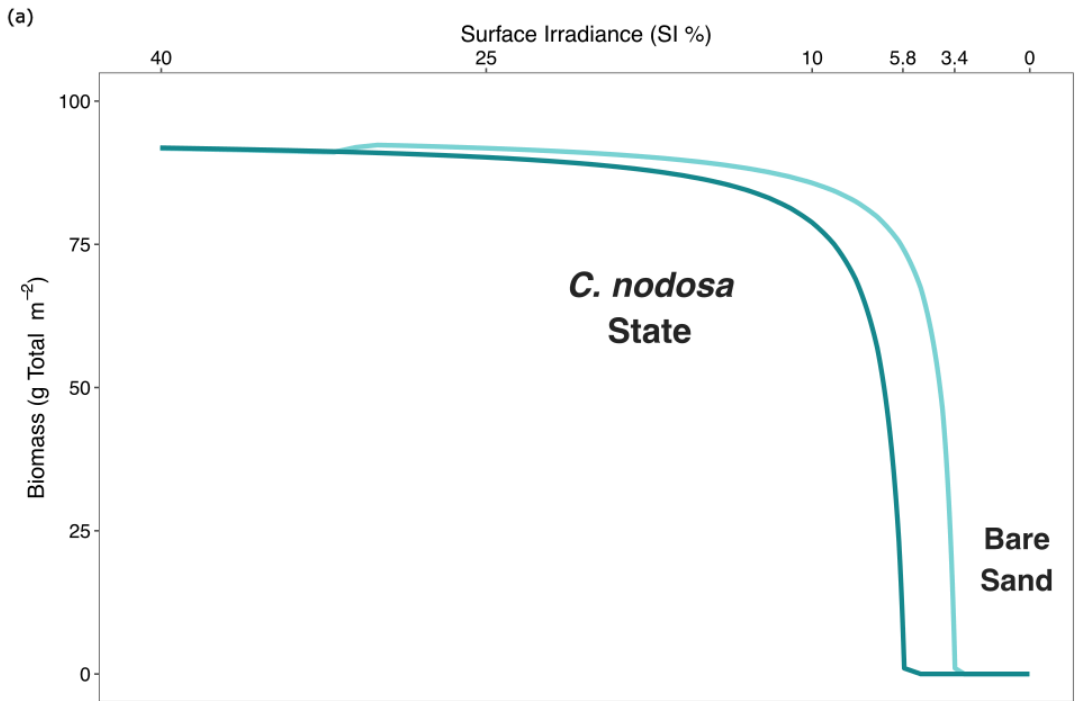 (a)
Surface Irradiance (SI %)
40 25 10 5.8 3.4 0
100
75
50
25
0
Biomass (g Total m⁻²)
C. nodosa
State
Bare
Sand